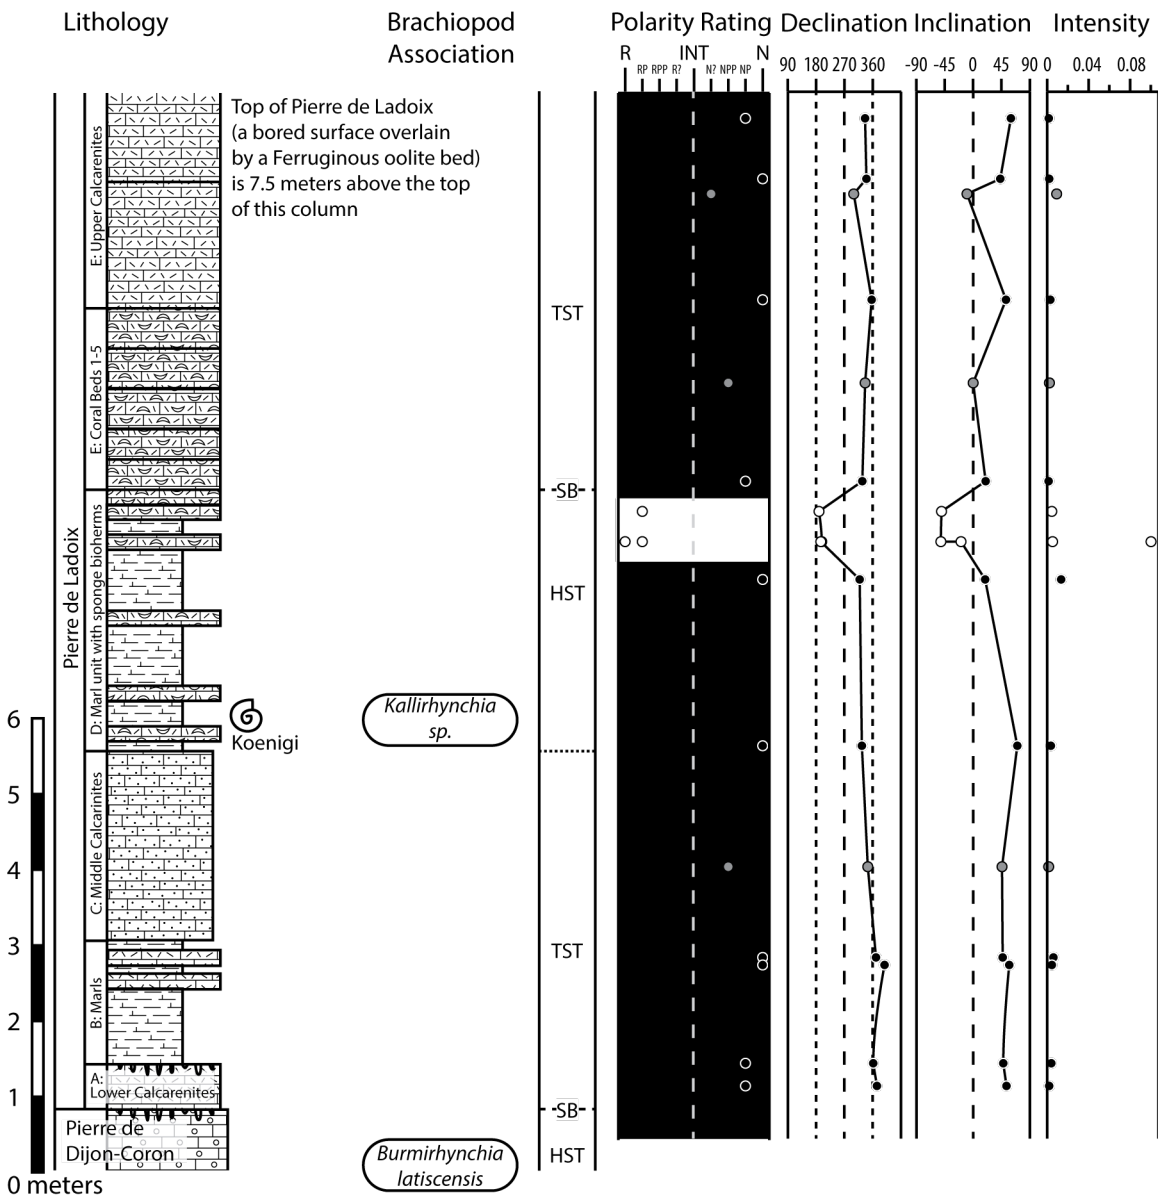 Lithology
Brachiopod
Association
Polarity Rating
Declination
Inclination
Intensity
R
INT
N
RP
RPP
R?
N?
NPP
NP
90 180 270 360
-90 -45 0 45 90
0 0.04 0.08
Top of Pierre de Ladoix
(a bored surface overlain
by a Ferruginous oolite bed)
is 7.5 meters above the top
of this column
E: Upper Calcarenites
E: Coral Beds 1-5
D: Marl unit with sponge bioherms
C: Middle Calcarinites
B: Marls
A:
Lower Calcarenites
Pierre de Ladoix
Pierre de
Dijon-Coron
Koenigi
Kallirhynchia
sp.
Burmirhynchia
latiscensis
TST
SB
HST
TST
SB
HST
6
5
4
3
2
1
0 meters